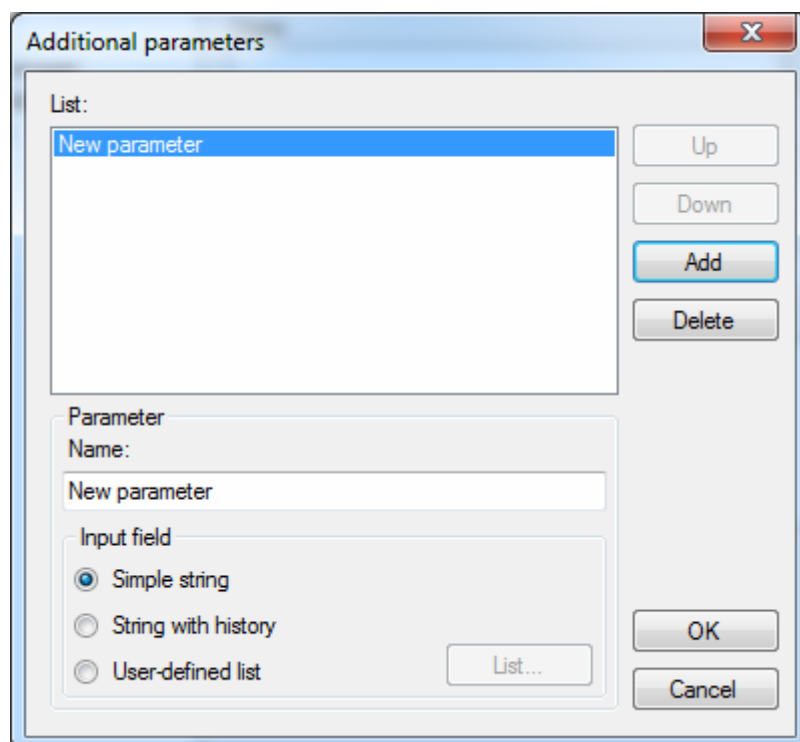 Additional parameters
List:
New parameter
Up
Down
Add
Delete
Parameter
Name:
New parameter
Input field
Simple string
String with history
User-defined list
List...
OK
Cancel